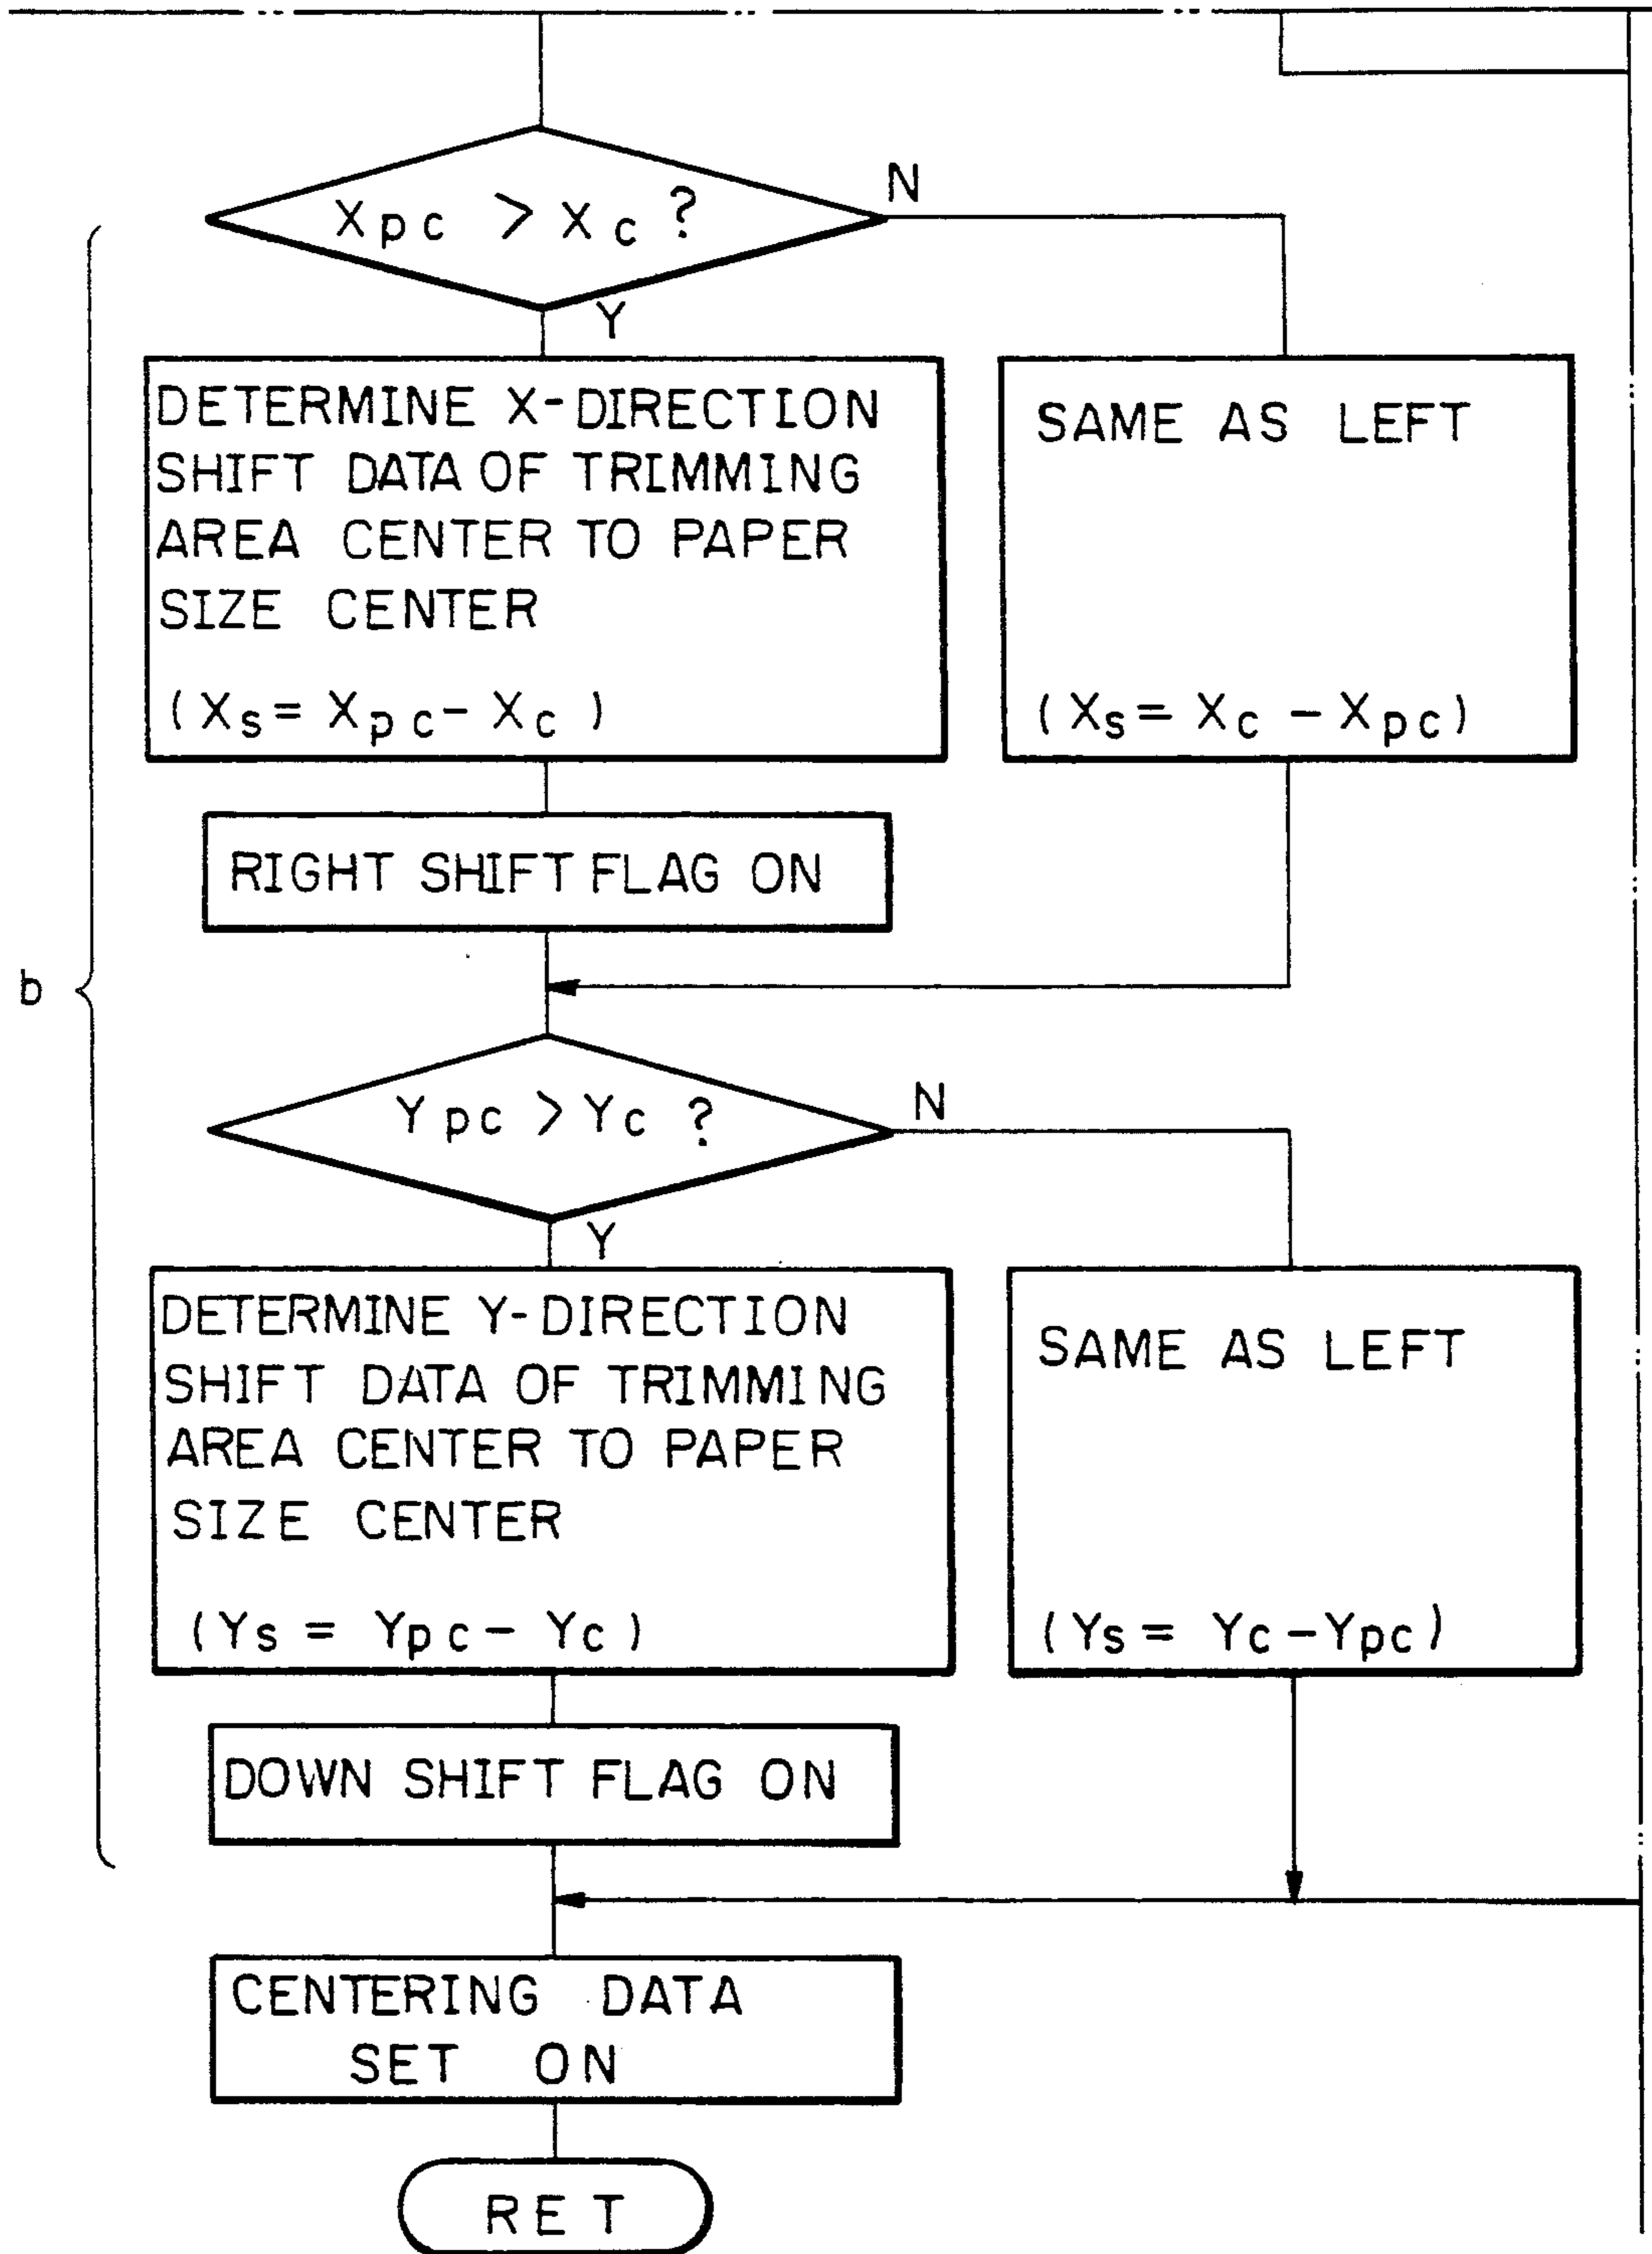 Xpc > Xc ?
N
Y
DETERMINE X-DIRECTION
SHIFT DATA OF TRIMMING
AREA CENTER TO PAPER
SIZE CENTER
(Xs = Xpc - Xc)
SAME AS LEFT
(Xs = Xc - Xpc)
RIGHT SHIFT FLAG ON
b
Ypc > Yc ?
N
Y
DETERMINE Y-DIRECTION
SHIFT DATA OF TRIMMING
AREA CENTER TO PAPER
SIZE CENTER
(Ys = Ypc - Yc)
SAME AS LEFT
(Ys = Yc - Ypc)
DOWN SHIFT FLAG ON
CENTERING DATA
SET ON
RET